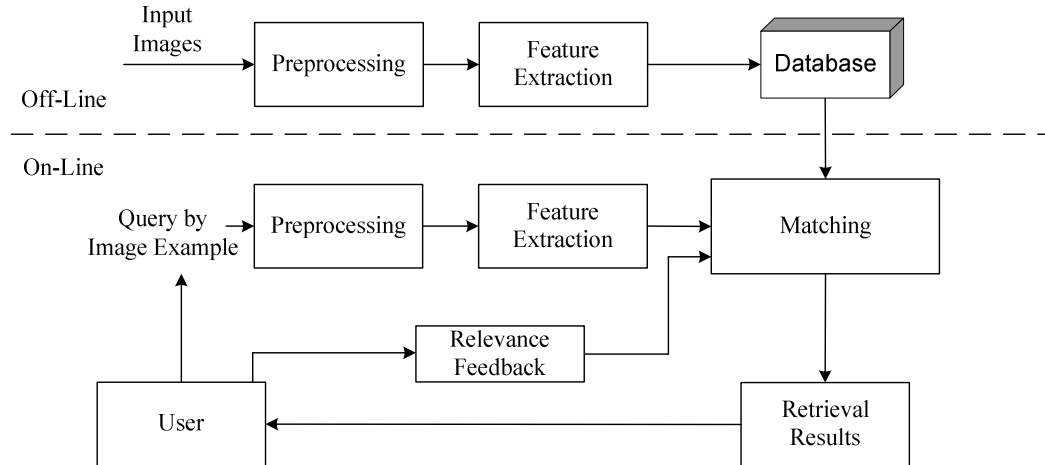 Input
Images
Preprocessing
Feature
Extraction
Database
Off-Line
On-Line
Query by
Image Example
Preprocessing
Feature
Extraction
Matching
Relevance
Feedback
User
Retrieval
Results